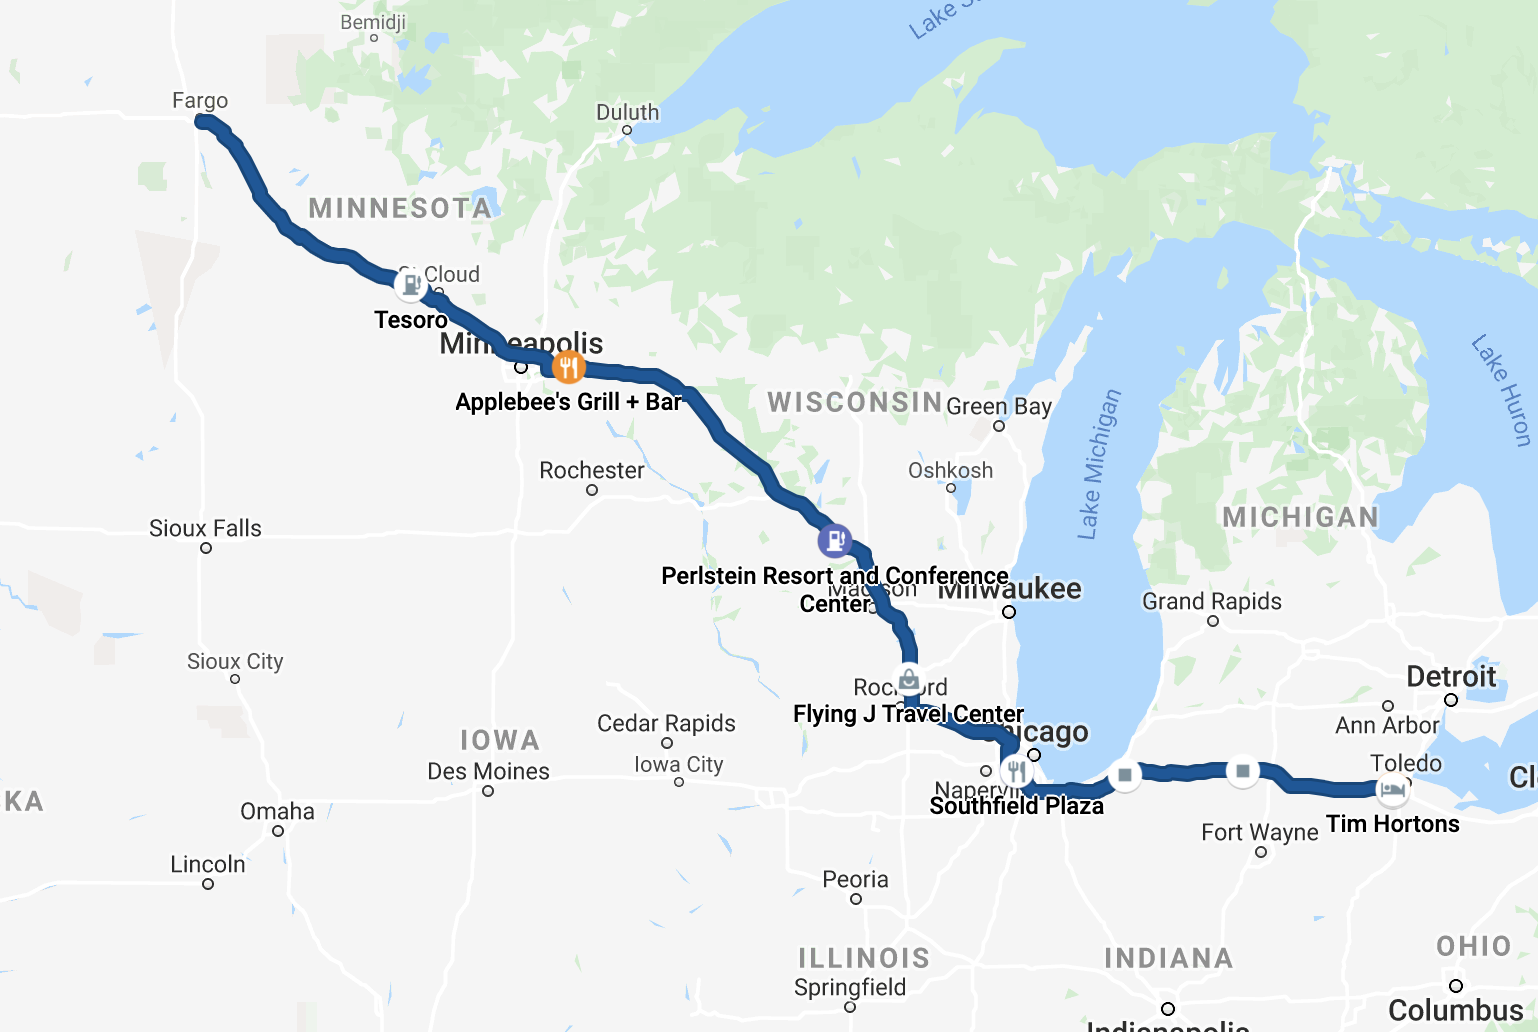 Bemidji
Lake S
Fargo
Duluth
MINNESOTA
St Cloud
Tesoro
Minneapolis
Applebee's Grill + Bar
WISCONSIN
Green Bay
Lake Michigan
Lake Huron
Rochester
Oshkosh
Sioux Falls
MICHIGAN
Perlstein Resort and Conference
Center
Madison
Milwaukee
Grand Rapids
Sioux City
Detroit
Rockford
Flying J Travel Center
Ann Arbor
Cedar Rapids
Chicago
IOWA
Iowa City
Toledo
Des Moines
Cl
Naperville
Southfield Plaza
KA
Omaha
Tim Hortons
Fort Wayne
Lincoln
Peoria
OHIO
ILLINOIS
INDIANA
Springfield
Columbus
Indianapolis